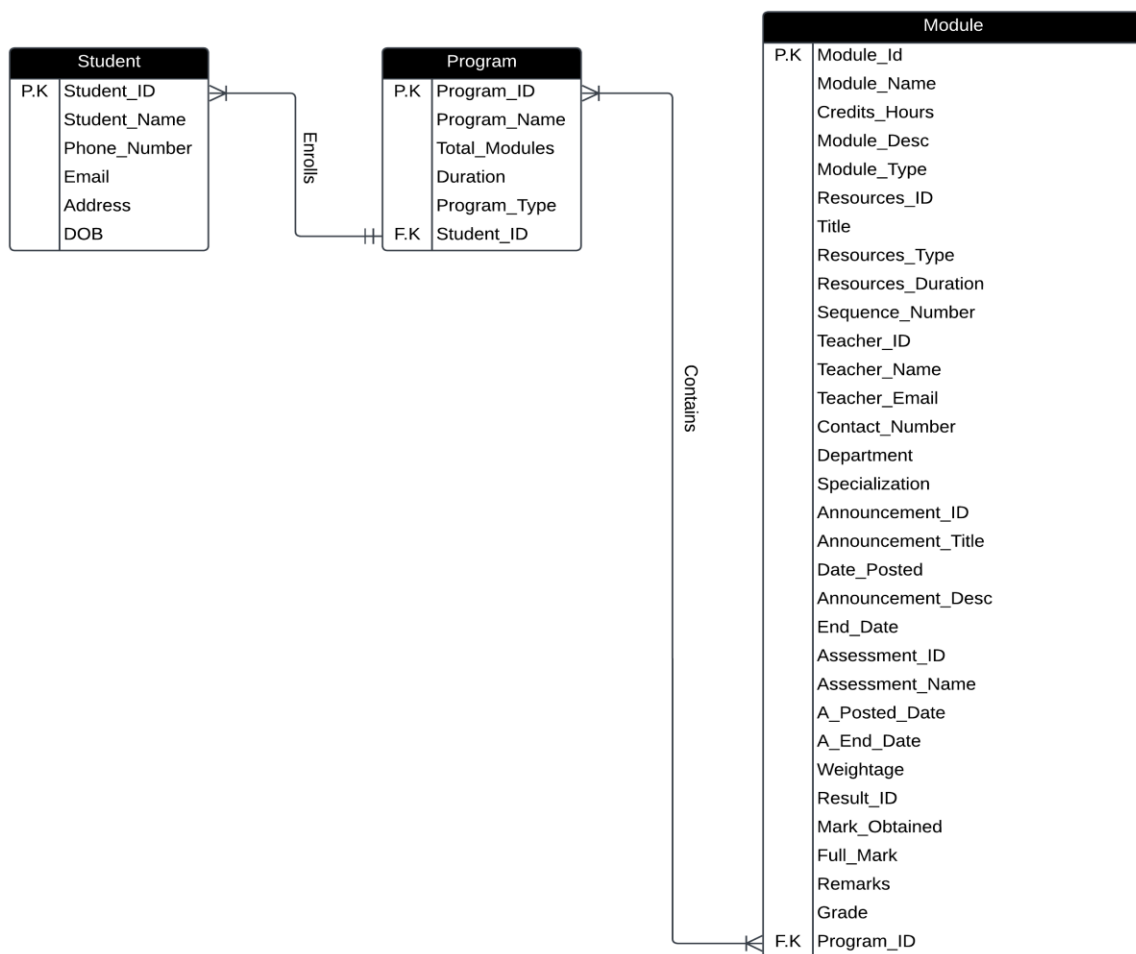 Student
P.K Student_ID
Student_Name
Phone_Number
Email
Address
DOB
Enrolls
Program
P.K Program_ID
Program_Name
Total_Modules
Duration
Program_Type
F.K Student_ID
Contains
Module
P.K Module_Id
Module_Name
Credits_Hours
Module_Desc
Module_Type
Resources_ID
Title
Resources_Type
Resources_Duration
Sequence_Number
Teacher_ID
Teacher_Name
Teacher_Email
Contact_Number
Department
Specialization
Announcement_ID
Announcement_Title
Date_Posted
Announcement_Desc
End_Date
Assessment_ID
Assessment_Name
A_Posted_Date
A_End_Date
Weightage
Result_ID
Mark_Obtained
Full_Mark
Remarks
Grade
F.K Program_ID